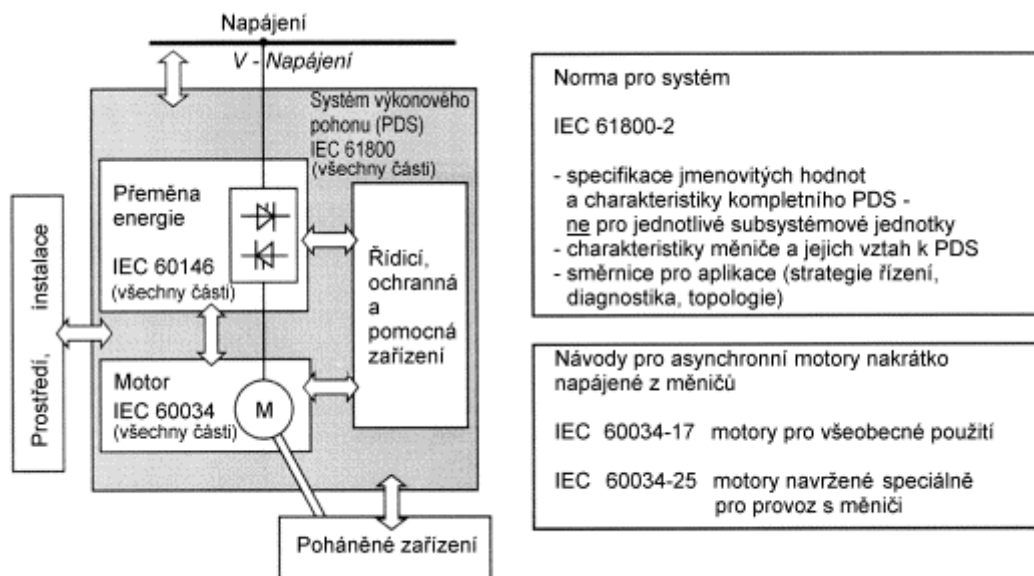 Napájení
V - Napájení
Systém výkonového
pohonu (PDS)
IEC 61800
(všechny části)
Přeměna
energie
IEC 60146
(všechny části)
Řídicí,
ochranná
a
pomocná
zařízení
Prostředí, instalace
Motor
IEC 60034
(všechny části)
M
Poháněné zařízení
Norma pro systém
IEC 61800-2
- specifikace jmenovitých hodnot
a charakteristiky kompletního PDS -
ne pro jednotlivé subsystémové jednotky
- charakteristiky měniče a jejich vztah k PDS
- směrnice pro aplikace (strategie řízení,
diagnostika, topologie)
Návody pro asynchronní motory nakrátko
napájené z měničů
IEC 60034-17 motory pro všeobecné použití
IEC 60034-25 motory navržené speciálně
pro provoz s měniči